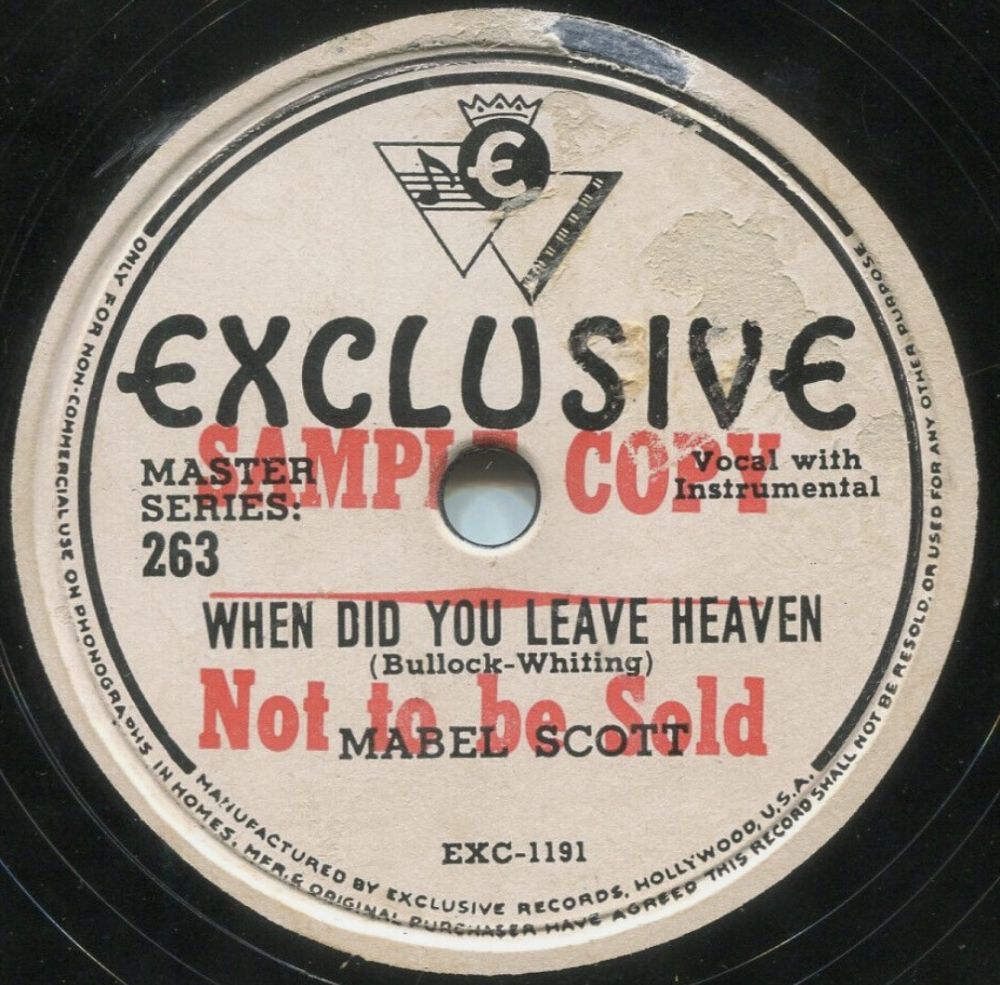 E
EXCLUSIVE
SAMPLE COPY
MASTER
SERIES:
263
Vocal with
Instrumental
WHEN DID YOU LEAVE HEAVEN
(Bullock-Whiting)
Not to be Sold
MABEL SCOTT
EXC-1191
MANUFACTURED BY EXCLUSIVE RECORDS, HOLLYWOOD, U.S.A.
ONLY FOR NON-COMMERCIAL USE ON PHONOGRAPHS IN HOMES. MFR. & ORIGINAL PURCHASER HAVE AGREED THIS RECORD SHALL NOT BE RESOLD, OR USED FOR ANY OTHER PURPOSE